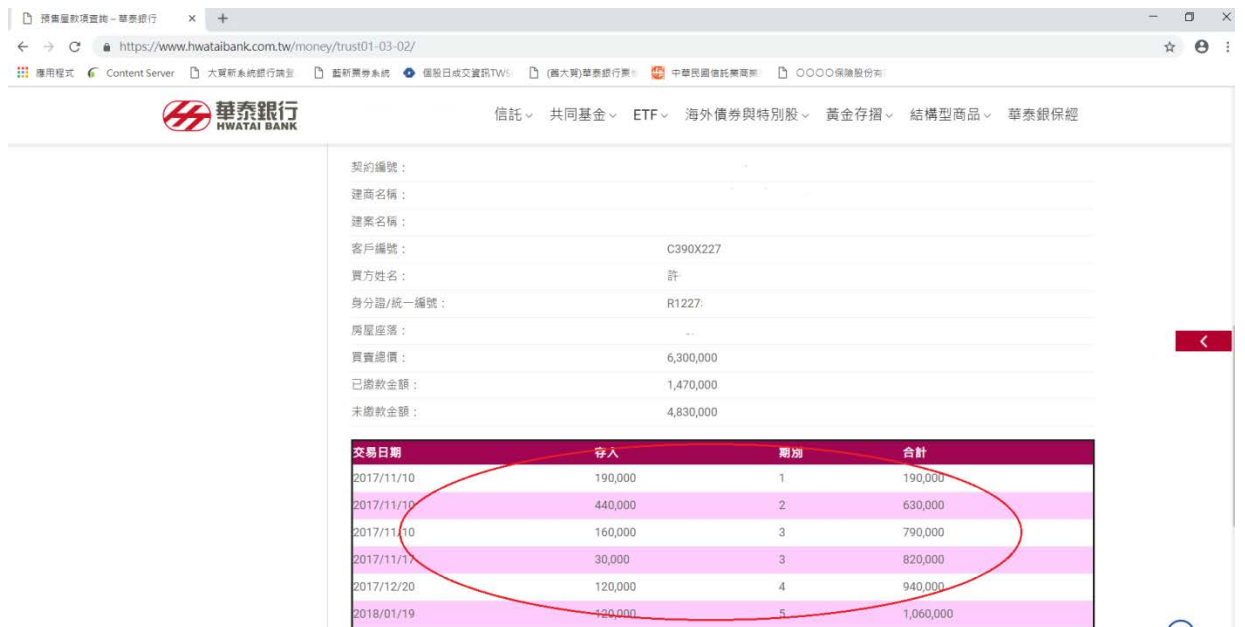 預售屋款項查詢 – 華泰銀行
https://www.hwataibank.com.tw/money/trust01-03-02/
應用程式 Content Server 大買新系統銀行端 藍新票券系統 個股日成交資訊TWS (舊大買)華泰銀行票 中華民國信託業商業 〇〇〇〇保險股份有
華泰銀行
HWATAI BANK
信託 共同基金 ETF 海外債券與特別股 黃金存摺 結構型商品 華泰銀保經
契約編號：
建商名稱：
建案名稱：
客戶編號： C390X227
買方姓名： 許
身分證/統一編號： R1227
房屋座落：
買賣總價： 6,300,000
已繳款金額： 1,470,000
未繳款金額： 4,830,000
交易日期 存入 期別 合計
2017/11/10 190,000 1 190,000
2017/11/10 440,000 2 630,000
2017/11/10 160,000 3 790,000
2017/11/17 30,000 3 820,000
2017/12/20 120,000 4 940,000
2018/01/19 120,000 5 1,060,000